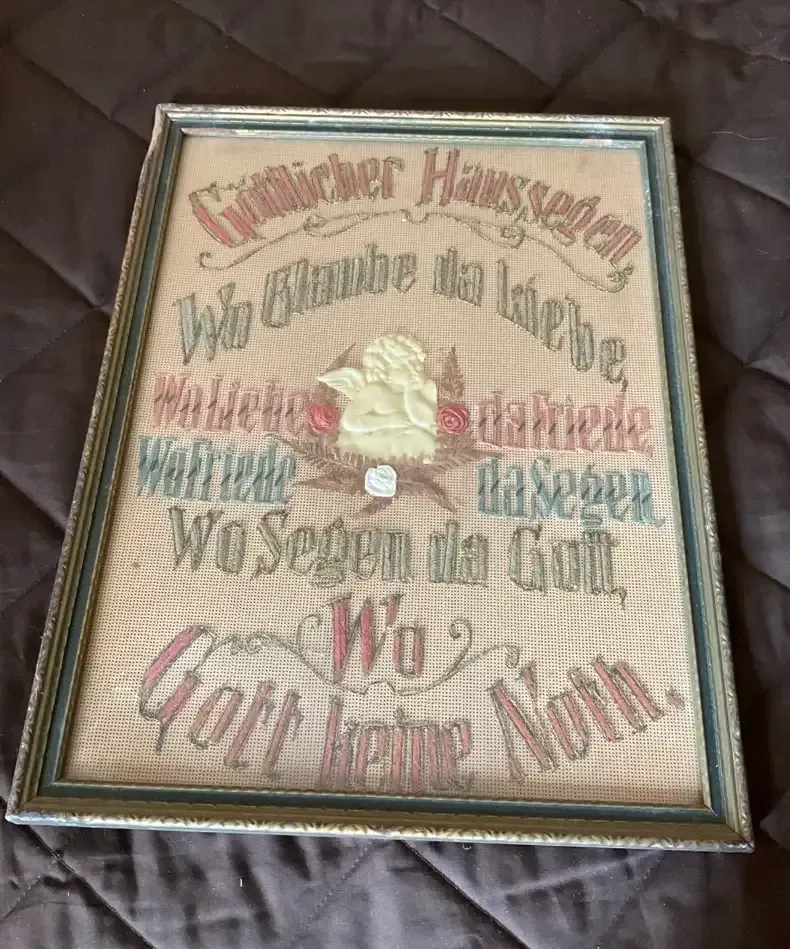 Göttlicher Haussegen,
Wo Glaube da Liebe,
Wo Liebe da Friede,
Wo Friede da Segen,
Wo Segen da Gott,
Wo
Gott keine Noth.